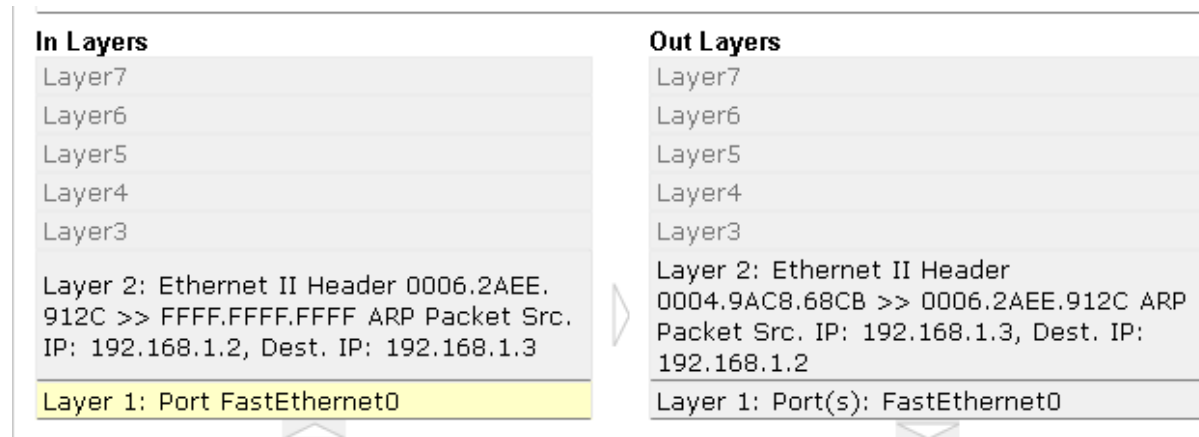 In Layers
Layer7
Layer6
Layer5
Layer4
Layer3
Layer 2: Ethernet II Header 0006.2AEE.
912C >> FFFF.FFFF.FFFF ARP Packet Src.
IP: 192.168.1.2, Dest. IP: 192.168.1.3
Layer 1: Port FastEthernet0
Out Layers
Layer7
Layer6
Layer5
Layer4
Layer3
Layer 2: Ethernet II Header
0004.9AC8.68CB >> 0006.2AEE.912C ARP
Packet Src. IP: 192.168.1.3, Dest. IP:
192.168.1.2
Layer 1: Port(s): FastEthernet0